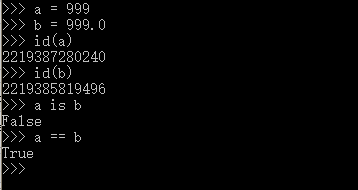 >>> a = 999
>>> b = 999.0
>>> id(a)
2219387280240
>>> id(b)
2219385819496
>>> a is b
False
>>> a == b
True
>>>